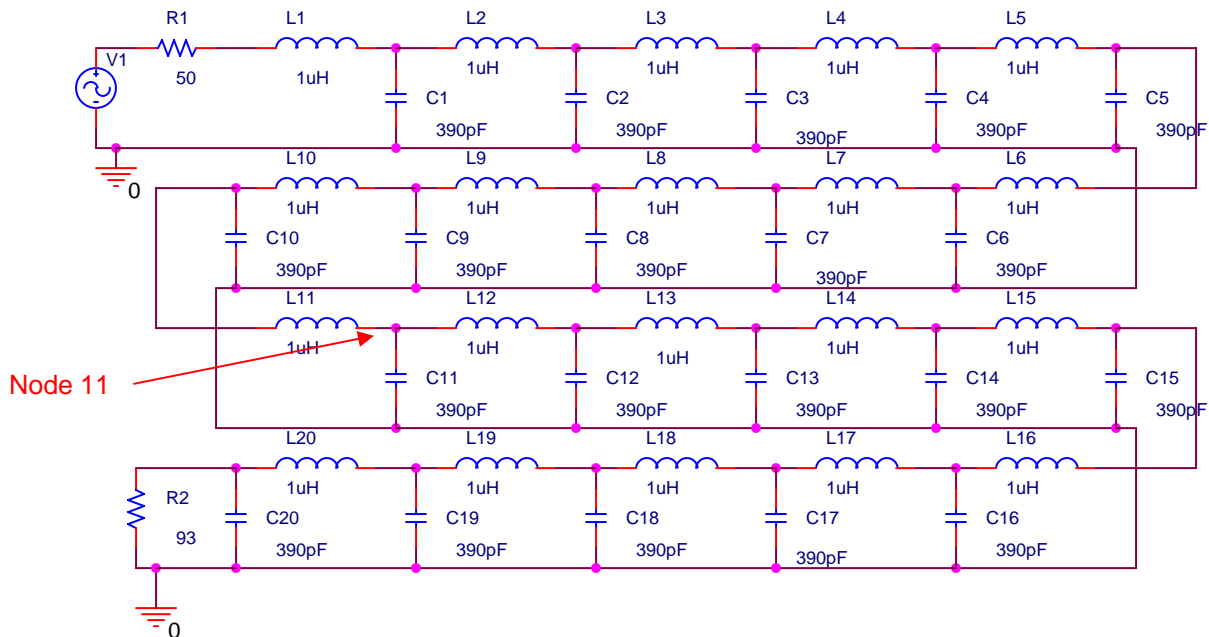 R1 L1 L2 L3 L4 L5
V1
50 1uH 1uH 1uH 1uH 1uH
C1 C2 C3 C4 C5
390pF 390pF 390pF 390pF 390pF
0
L10 L9 L8 L7 L6
1uH 1uH 1uH 1uH 1uH
C10 C9 C8 C7 C6
390pF 390pF 390pF 390pF 390pF
L11 L12 L13 L14 L15
1uH 1uH 1uH 1uH 1uH
Node 11
C11 C12 C13 C14 C15
390pF 390pF 390pF 390pF 390pF
L20 L19 L18 L17 L16
1uH 1uH 1uH 1uH 1uH
R2 C20 C19 C18 C17 C16
93 390pF 390pF 390pF 390pF 390pF
0